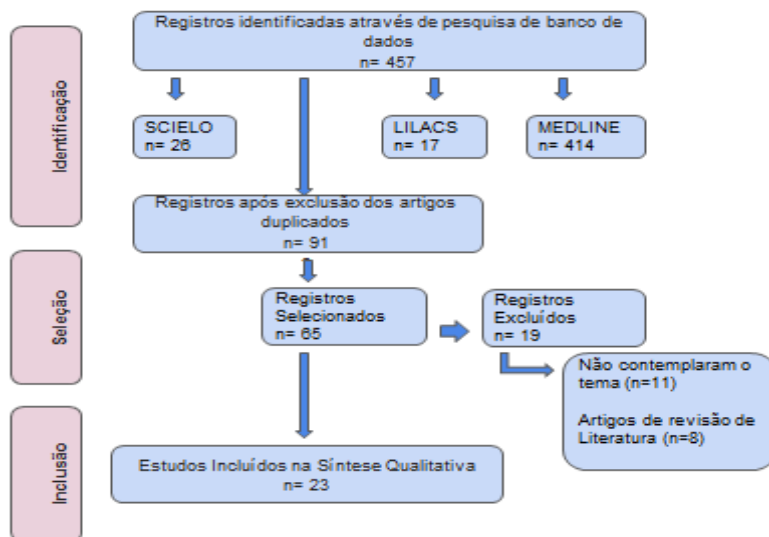 Identificação
Registros identificadas através de pesquisa de banco de
dados
n= 457
SCIELO
n= 26
LILACS
n= 17
MEDLINE
n= 414
Registros após exclusão dos artigos
duplicados
n= 91
Seleção
Registros
Selecionados
n= 65
Registros
Excluídos
n= 19
Não contemplaram o
tema (n=11)
Artigos de revisão de
Literatura (n=8)
Inclusão
Estudos Incluídos na Síntese Qualitativa
n= 23